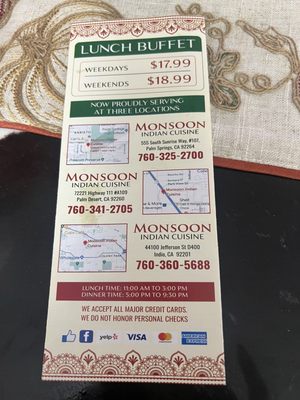 LUNCH BUFFET
WEEKDAYS $17.99
WEEKENDS $18.99
NOW PROUDLY SERVING
AT THREE LOCATIONS
MONSOON
INDIAN CUISINE
555 South Sunrise Way, #107,
Palm Springs, CA 92264
760-325-2700
MONSOON
INDIAN CUISINE
72221 Highway 111 #A100
Palm Desert, CA 92260
760-341-2705
Monsoon Indian
Cuisine
MONSOON
INDIAN CUISINE
44100 Jefferson St D400
Indio, CA 92201
760-360-5688
LUNCH TIME: 11:00 AM TO 3:00 PM
DINNER TIME: 5:00 PM TO 9:30 PM
WE ACCEPT ALL MAJOR CREDIT CARDS.
WE DO NOT HONOR PERSONAL CHECKS
f yelp VISA AMERICAN EXPRESS